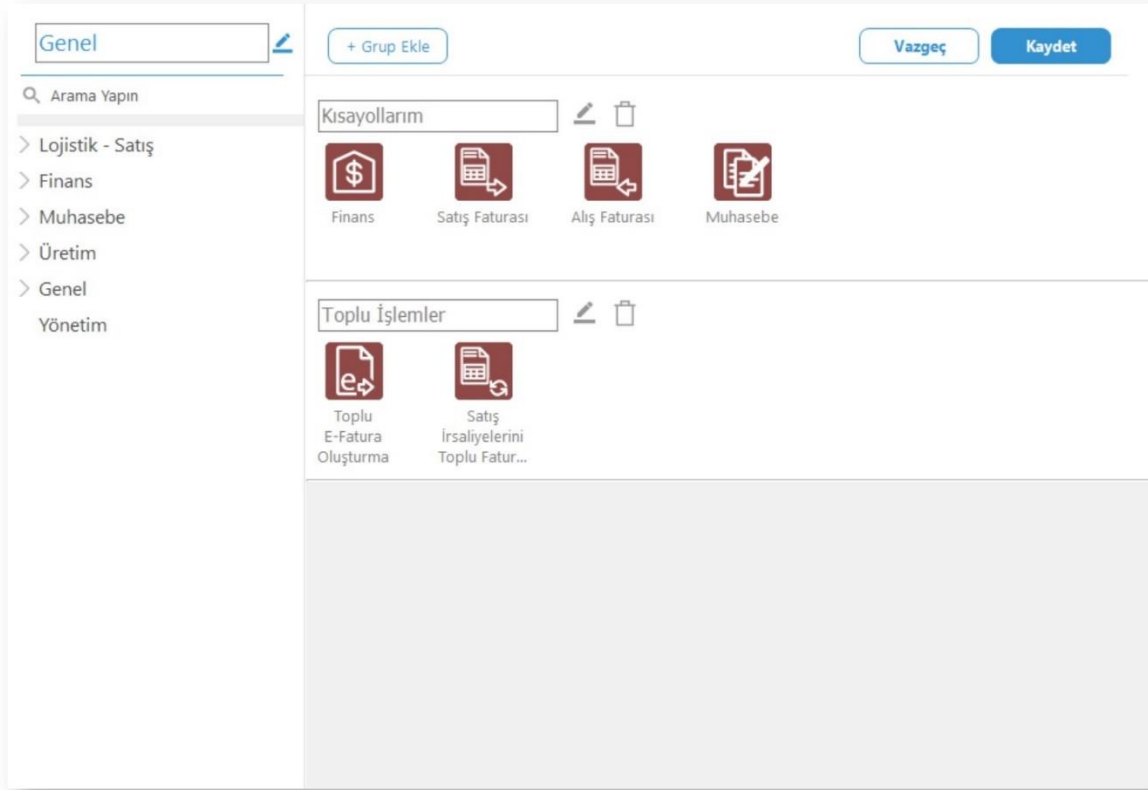 Genel
+ Grup Ekle
Vazgeç
Kaydet
Arama Yapın
Lojistik - Satış
Finans
Muhasebe
Üretim
Genel
Yönetim
Kısayollarım
Finans
Satış Faturası
Alış Faturası
Muhasebe
Toplu İşlemler
Toplu
E-Fatura
Oluşturma
Satış
İrsaliyelerini
Toplu Fatur...